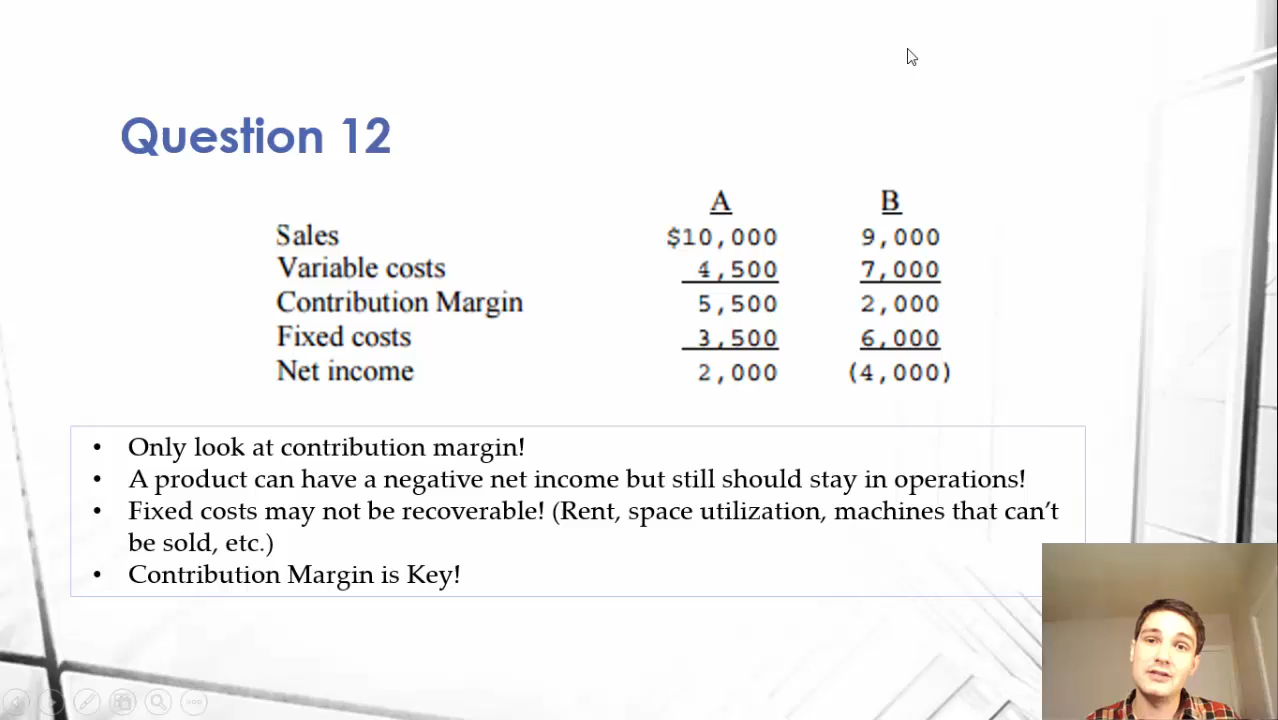 Question 12
A B
Sales $10,000 9,000
Variable costs 4,500 7,000
Contribution Margin 5,500 2,000
Fixed costs 3,500 6,000
Net income 2,000 (4,000)
• Only look at contribution margin!
• A product can have a negative net income but still should stay in operations!
• Fixed costs may not be recoverable! (Rent, space utilization, machines that can't
be sold, etc.)
• Contribution Margin is Key!